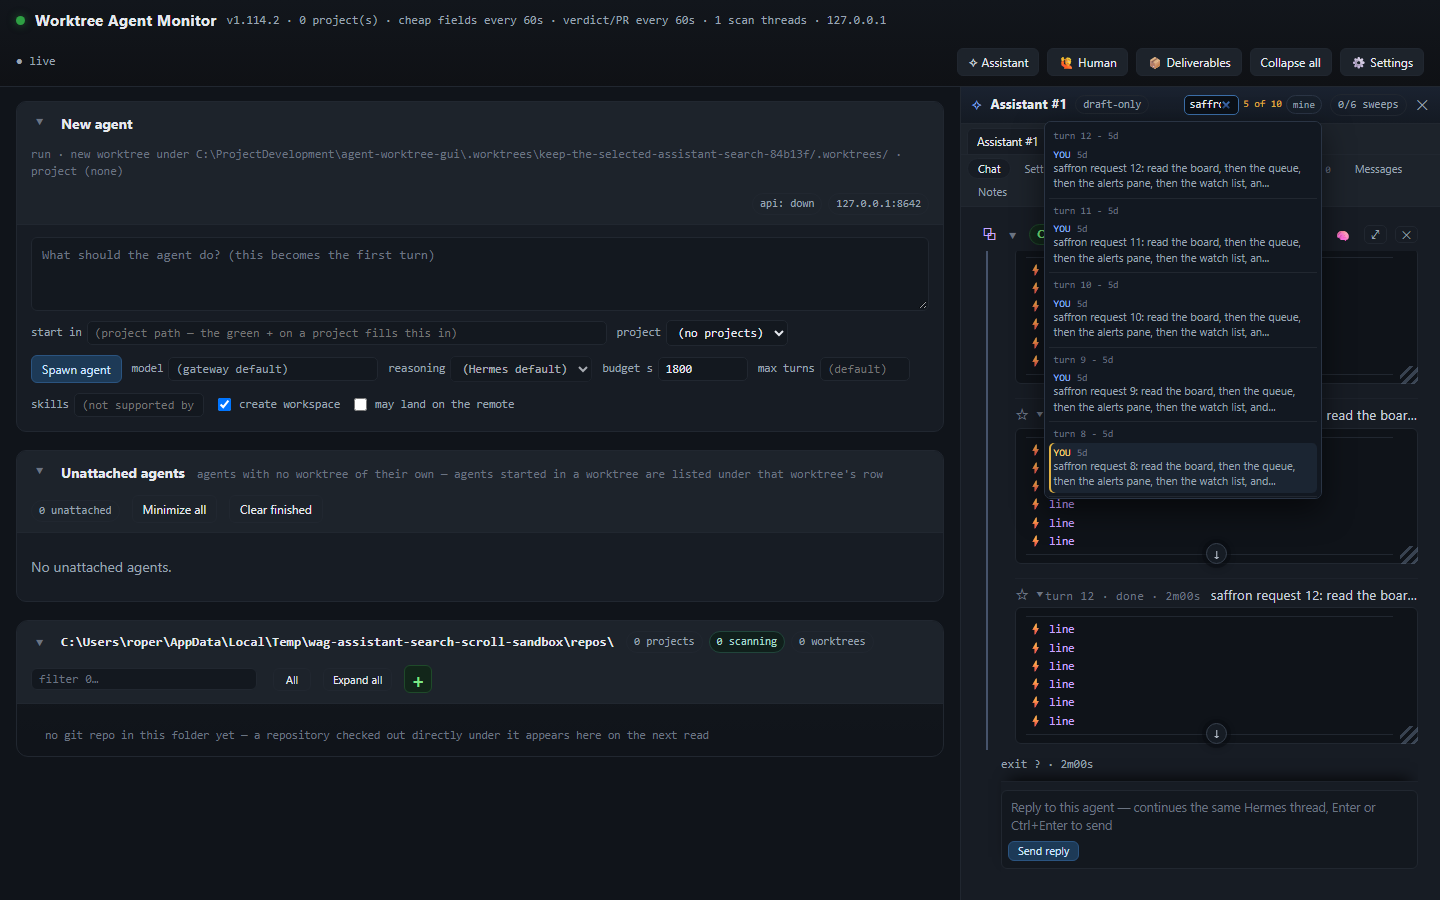 Worktree Agent Monitor v1.114.2 · 0 project(s) · cheap fields every 60s · verdict/PR every 60s · 1 scan threads · 127.0.0.1
live
Assistant
Human
Deliverables
Collapse all
Settings
New agent
run · new worktree under C:\ProjectDevelopment\agent-worktree-gui\.worktrees\keep-the-selected-assistant-search-84b13f/.worktrees/ ·
project (none)
api: down 127.0.0.1:8642
What should the agent do? (this becomes the first turn)
start in (project path — the green + on a project fills this in) project (no projects)
Spawn agent model (gateway default) reasoning (Hermes default) budget s 1800 max turns (default)
skills (not supported by create workspace may land on the remote
Unattached agents agents with no worktree of their own — agents started in a worktree are listed under that worktree's row
0 unattached Minimize all Clear finished
No unattached agents.
C:\Users\roper\AppData\Local\Temp\wag-assistant-search-scroll-sandbox\repos\ 0 projects 0 scanning 0 worktrees
filter 0… All Expand all +
no git repo in this folder yet — a repository checked out directly under it appears here on the next read
Assistant #1 draft-only saffro 5 of 10 mine 0/6 sweeps
Assistant #1
Chat Sett 0 Messages
Notes
turn 12 - 5d
YOU 5d
saffron request 12: read the board, then the queue,
then the alerts pane, then the watch list, an…
turn 11 - 5d
YOU 5d
saffron request 11: read the board, then the queue,
then the alerts pane, then the watch list, an…
turn 10 - 5d
YOU 5d
saffron request 10: read the board, then the queue,
then the alerts pane, then the watch list, an…
turn 9 - 5d
YOU 5d
saffron request 9: read the board, then the queue,
then the alerts pane, then the watch list, and…
turn 8 - 5d
YOU 5d
saffron request 8: read the board, then the queue,
then the alerts pane, then the watch list, and…
C
read the boar…
line
line
line
turn 12 · done · 2m00s saffron request 12: read the boar…
line
line
line
line
line
line
exit ? · 2m00s
Reply to this agent — continues the same Hermes thread, Enter or
Ctrl+Enter to send
Send reply